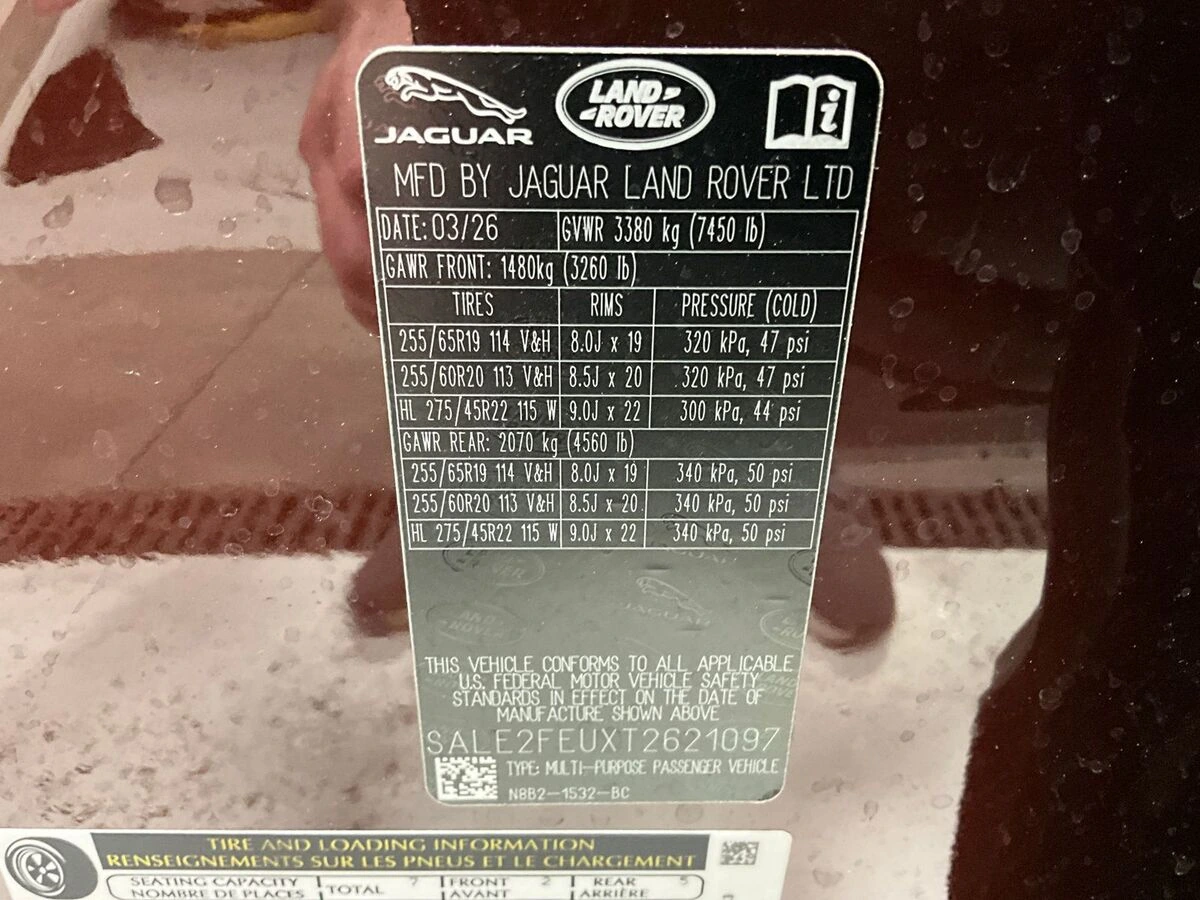 JAGUAR
LAND ROVER
MFD BY JAGUAR LAND ROVER LTD
DATE: 03/26 GVWR 3380 kg (7450 lb)
GAWR FRONT: 1480kg (3260 lb)
TIRES RIMS PRESSURE (COLD)
255/65R19 114 V&H 8.0J x 19 320 kPa, 47 psi
255/60R20 113 V&H 8.5J x 20 320 kPa, 47 psi
HL 275/45R22 115 W 9.0J x 22 300 kPa, 44 psi
GAWR REAR: 2070 kg (4560 lb)
255/65R19 114 V&H 8.0J x 19 340 kPa, 50 psi
255/60R20 113 V&H 8.5J x 20 340 kPa, 50 psi
HL 275/45R22 115 W 9.0J x 22 340 kPa, 50 psi
THIS VEHICLE CONFORMS TO ALL APPLICABLE
U.S. FEDERAL MOTOR VEHICLE SAFETY
STANDARDS IN EFFECT ON THE DATE OF
MANUFACTURE SHOWN ABOVE
SALE2FEUXT2621097
TYPE: MULTI-PURPOSE PASSENGER VEHICLE
N8B2-1532-BC
TIRE AND LOADING INFORMATION
RENSEIGNEMENTS SUR LES PNEUS ET LE CHARGEMENT
SEATING CAPACITY TOTAL 7 FRONT 2 REAR 5
NOMBRE DE PLACES AVANT ARRIÈRE